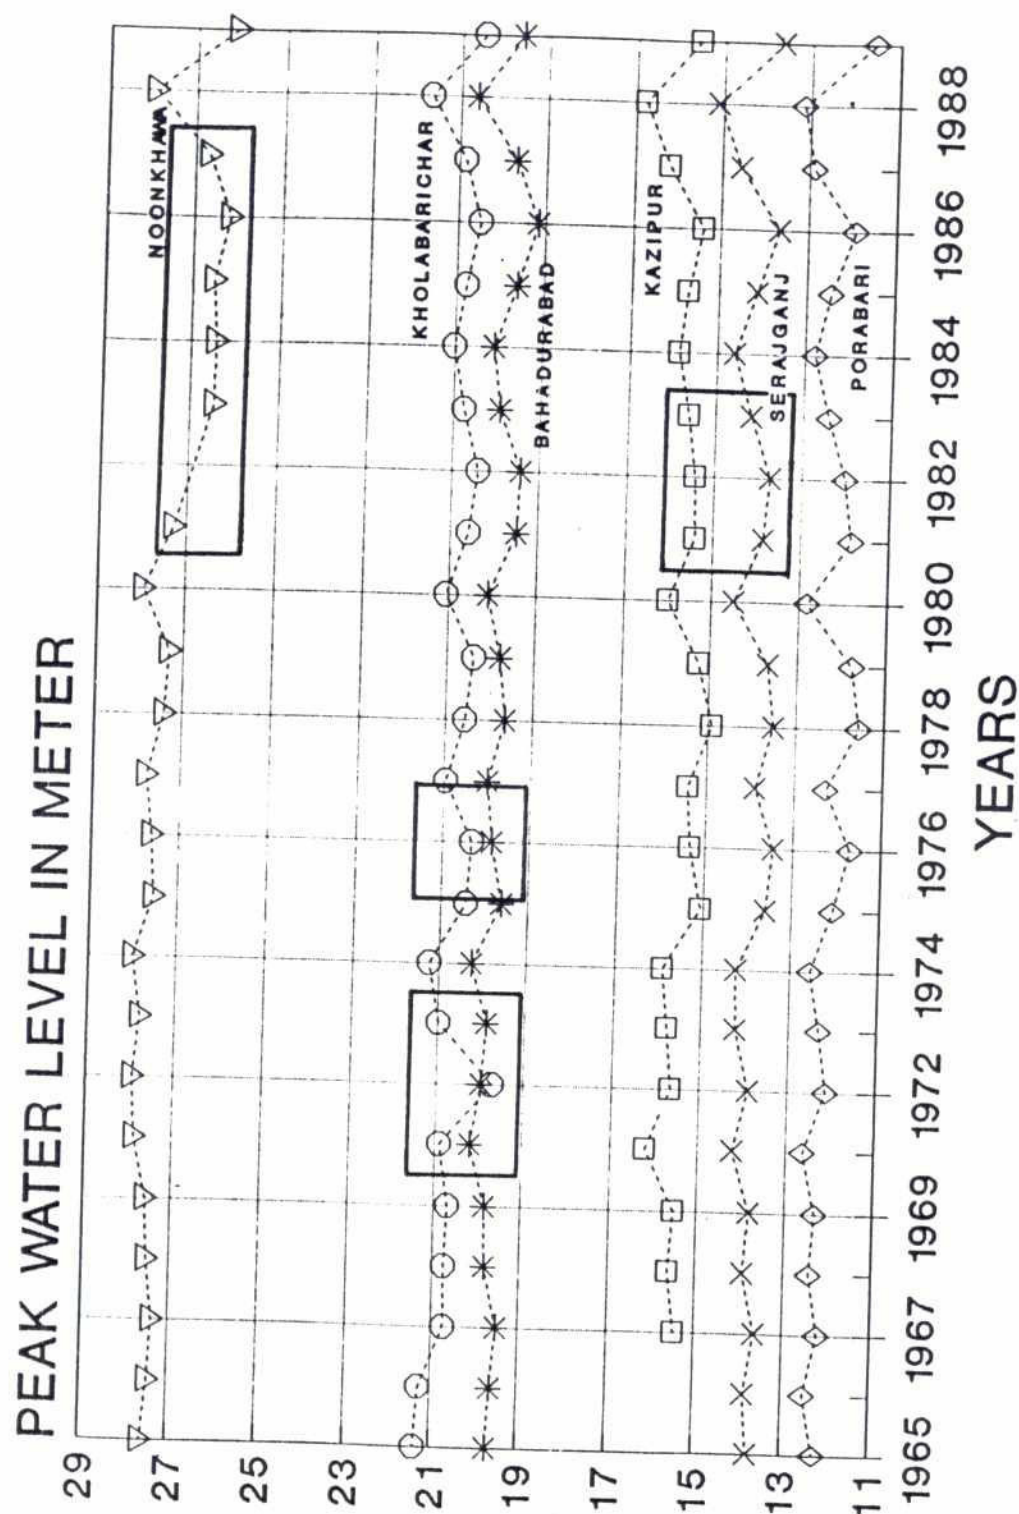 PEAK WATER LEVEL IN METER
29
27
25
23
21
19
17
15
13
11
NOONKHAWA
KHOLABARICHAR
BAHADURABAD
KAZIPUR
SERAJGANJ
PORABARI
1965 1967 1969 1972 1974 1976 1978 1980 1982 1984 1986 1988
YEARS